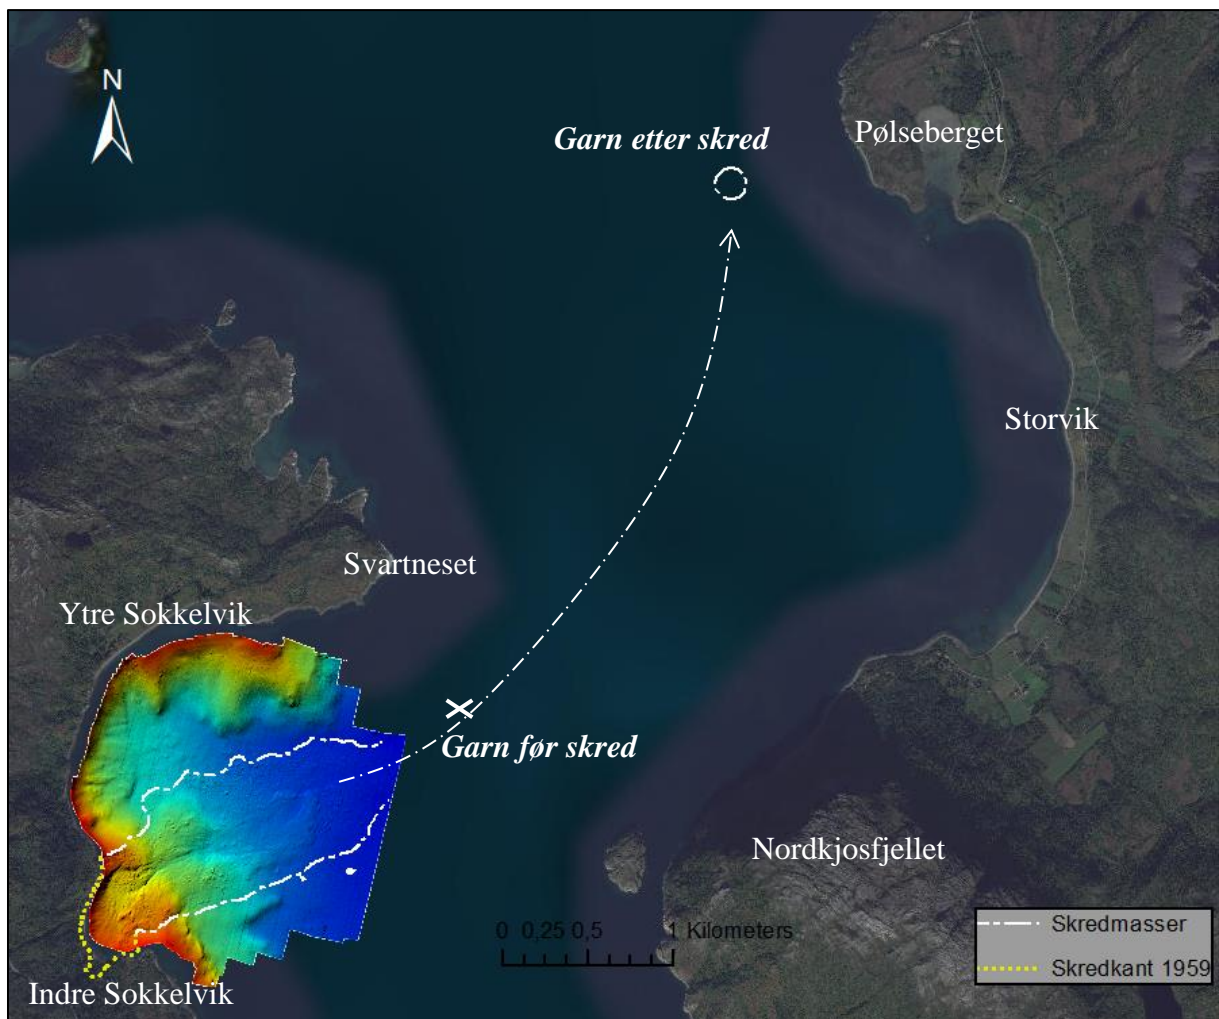 N
Garn etter skred
Pølseberget
Storvik
Svartneset
Ytre Sokkelvik
Garn før skred
Nordkjosfjellet
0 0,25 0,5 1 Kilometers
Skredmasser
Skredkant 1959
Indre Sokkelvik